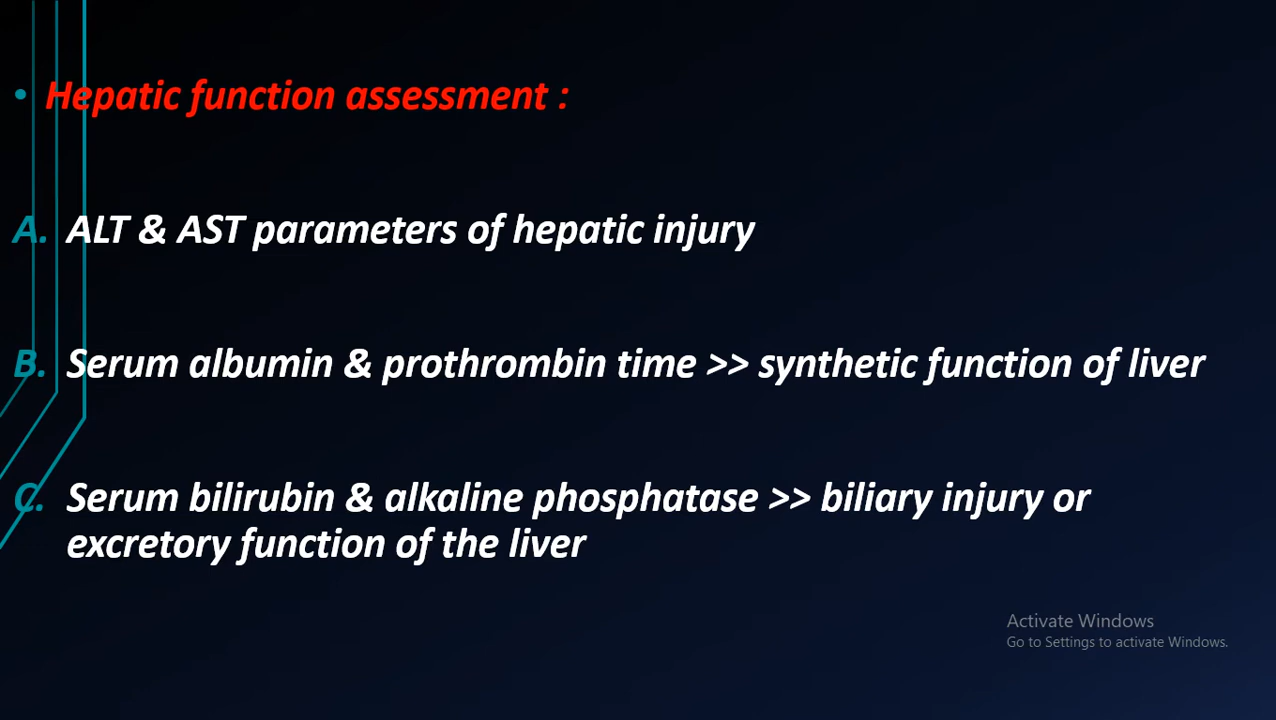 • Hepatic function assessment :
A. ALT & AST parameters of hepatic injury
B. Serum albumin & prothrombin time >> synthetic function of liver
C. Serum bilirubin & alkaline phosphatase >> biliary injury or
excretory function of the liver
Activate Windows
Go to Settings to activate Windows.